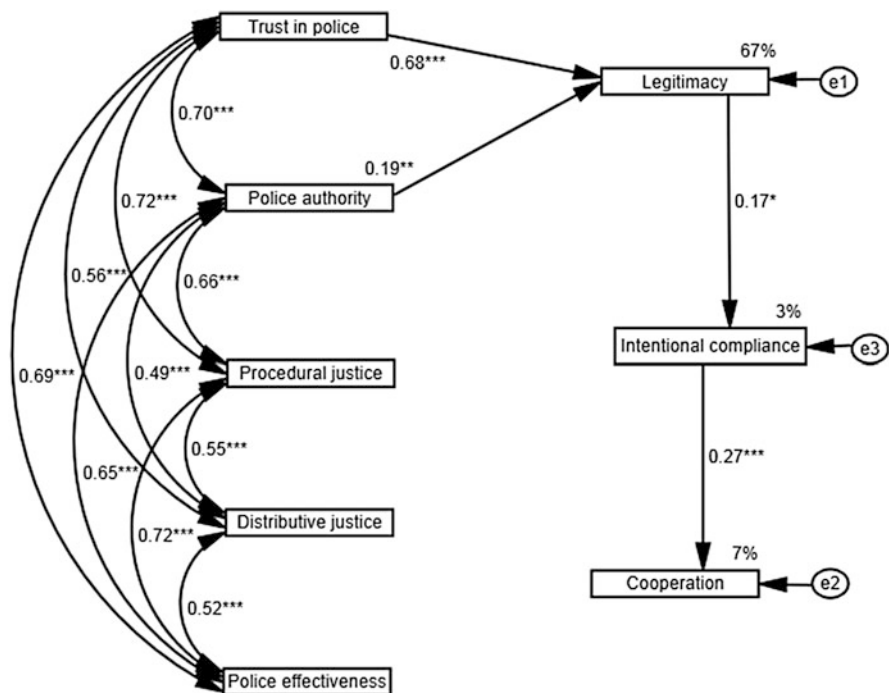 Trust in police
67%
0.68***
Legitimacy
e1
0.70***
0.19**
Police authority
0.72***
0.17*
0.56***
0.66***
3%
Intentional compliance
e3
0.69***
0.49***
Procedural justice
0.55***
0.27***
0.65***
Distributive justice
0.72***
7%
Cooperation
e2
0.52***
Police effectiveness